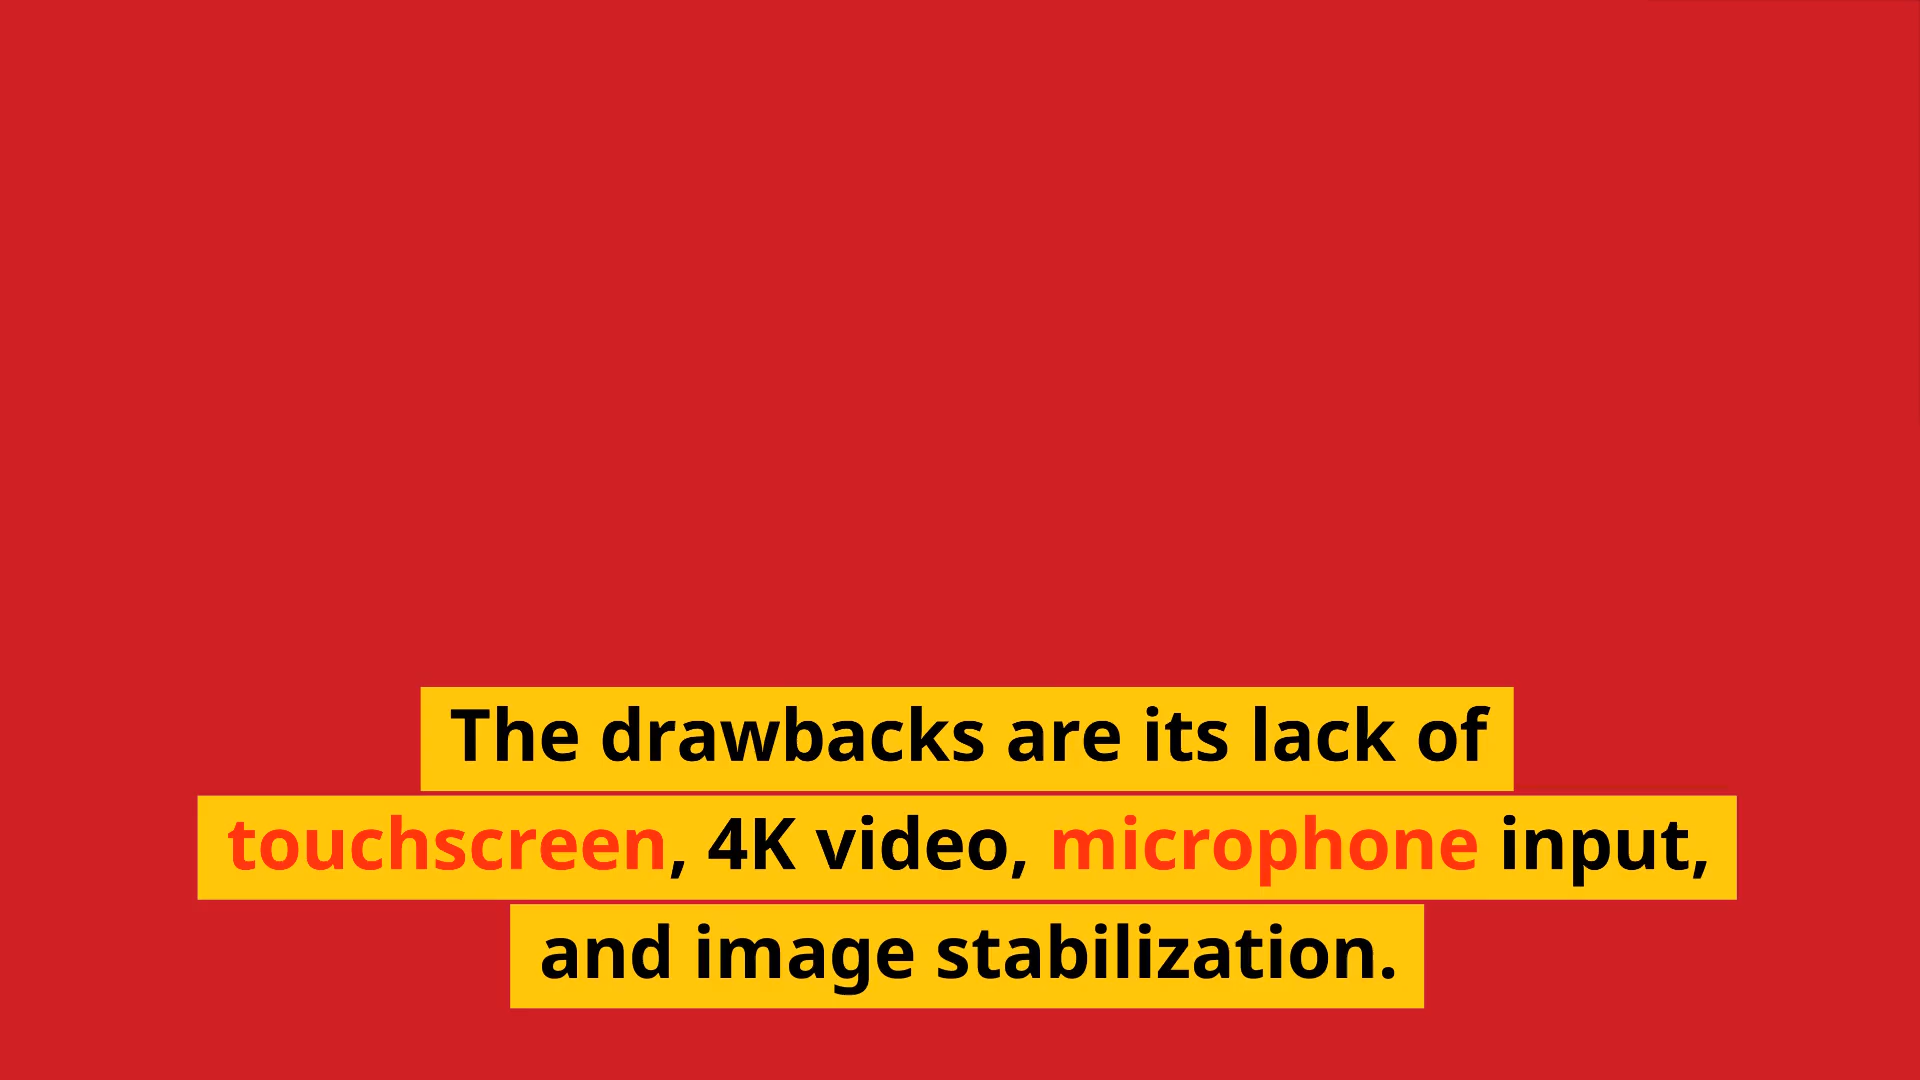 The drawbacks are its lack of
touchscreen, 4K video, microphone input,
and image stabilization.